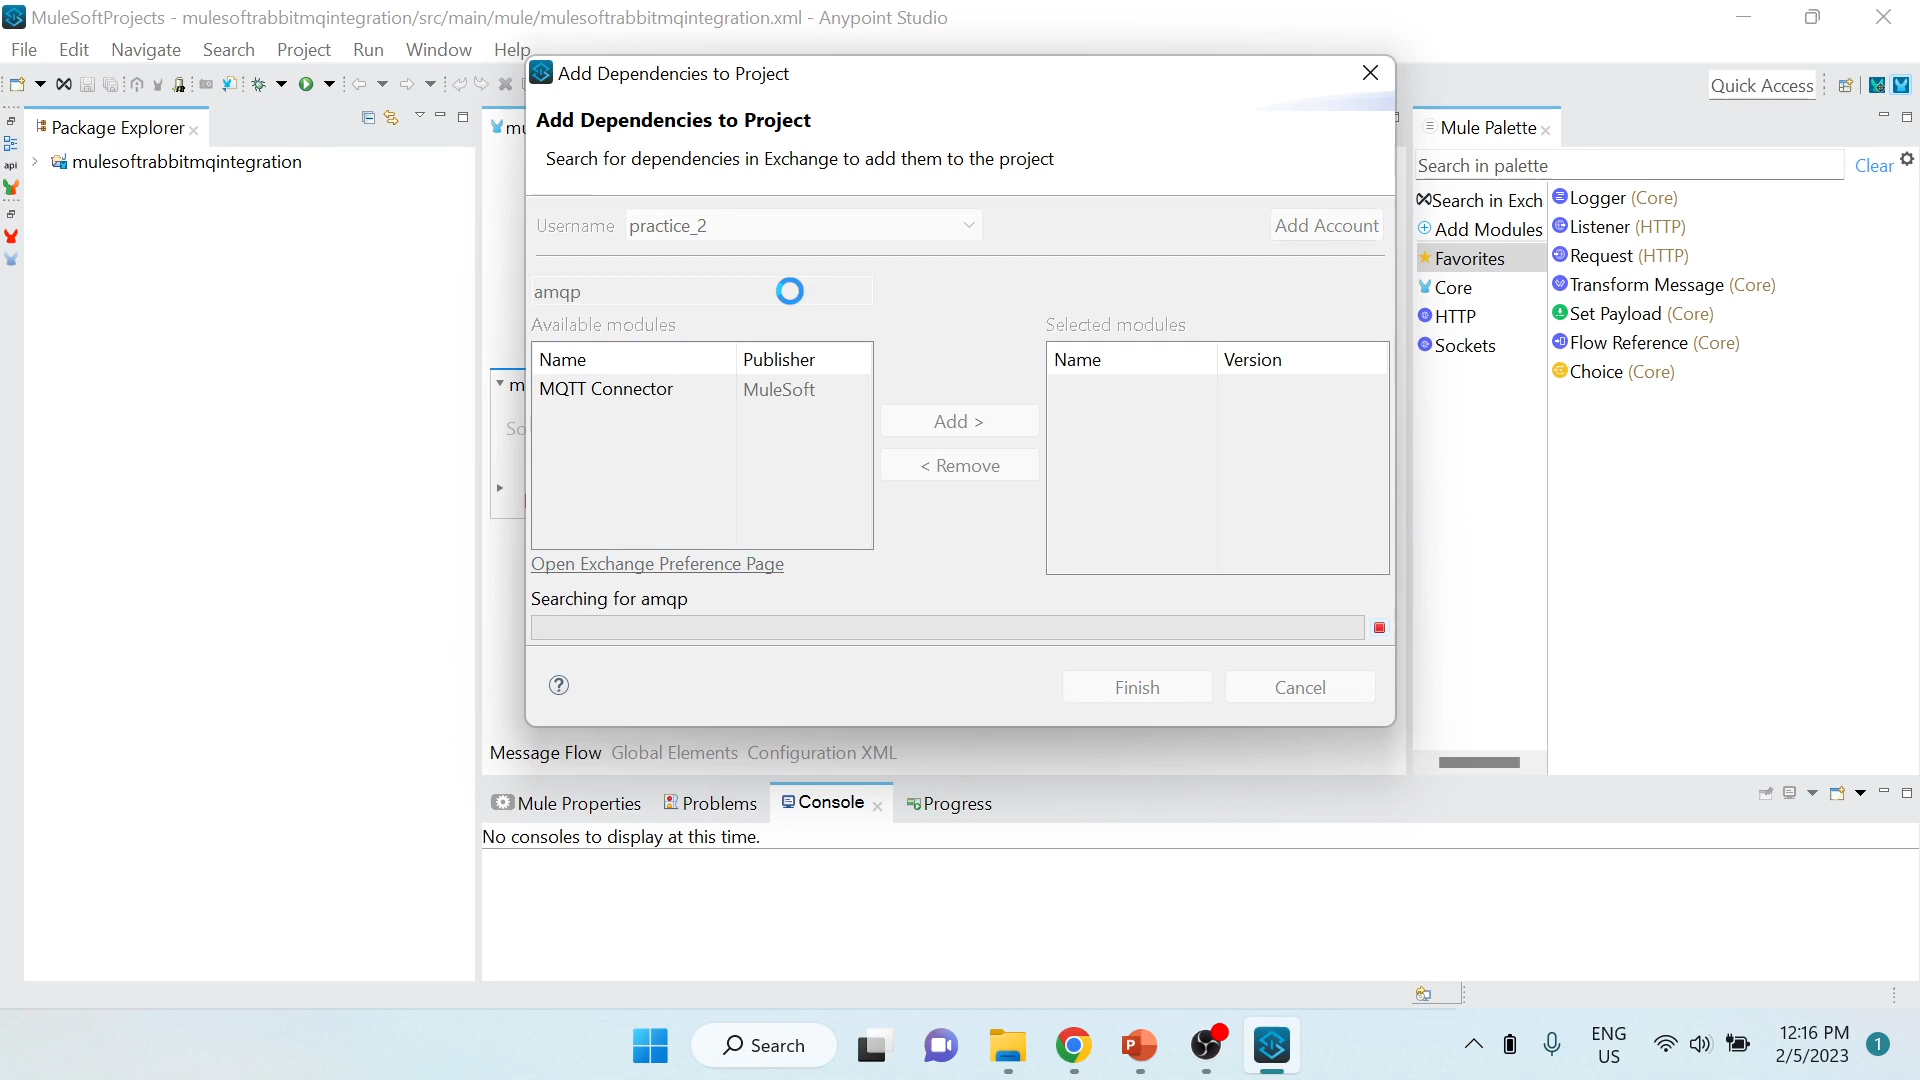 MuleSoftProjects - mulesoftrabbitmqintegration/src/main/mule/mulesoftrabbitmqintegration.xml - Anypoint Studio
File Edit Navigate Search Project Run Window Help
Quick Access
Package Explorer
mulesoftrabbitmqintegration
api
mu
m
So
Add Dependencies to Project
Add Dependencies to Project
Search for dependencies in Exchange to add them to the project
Username practice_2 Add Account
amqp
Available modules
Name Publisher
MQTT Connector MuleSoft
Add >
< Remove
Selected modules
Name Version
Open Exchange Preference Page
Searching for amqp
?
Finish Cancel
Mule Palette
Search in palette
Clear
Search in Exch
Add Modules
Favorites
Core
HTTP
Sockets
Logger (Core)
Listener (HTTP)
Request (HTTP)
Transform Message (Core)
Set Payload (Core)
Flow Reference (Core)
Choice (Core)
Message Flow Global Elements Configuration XML
Mule Properties Problems Console Progress
No consoles to display at this time.
Search
P
ENG
US
12:16 PM
2/5/2023
1